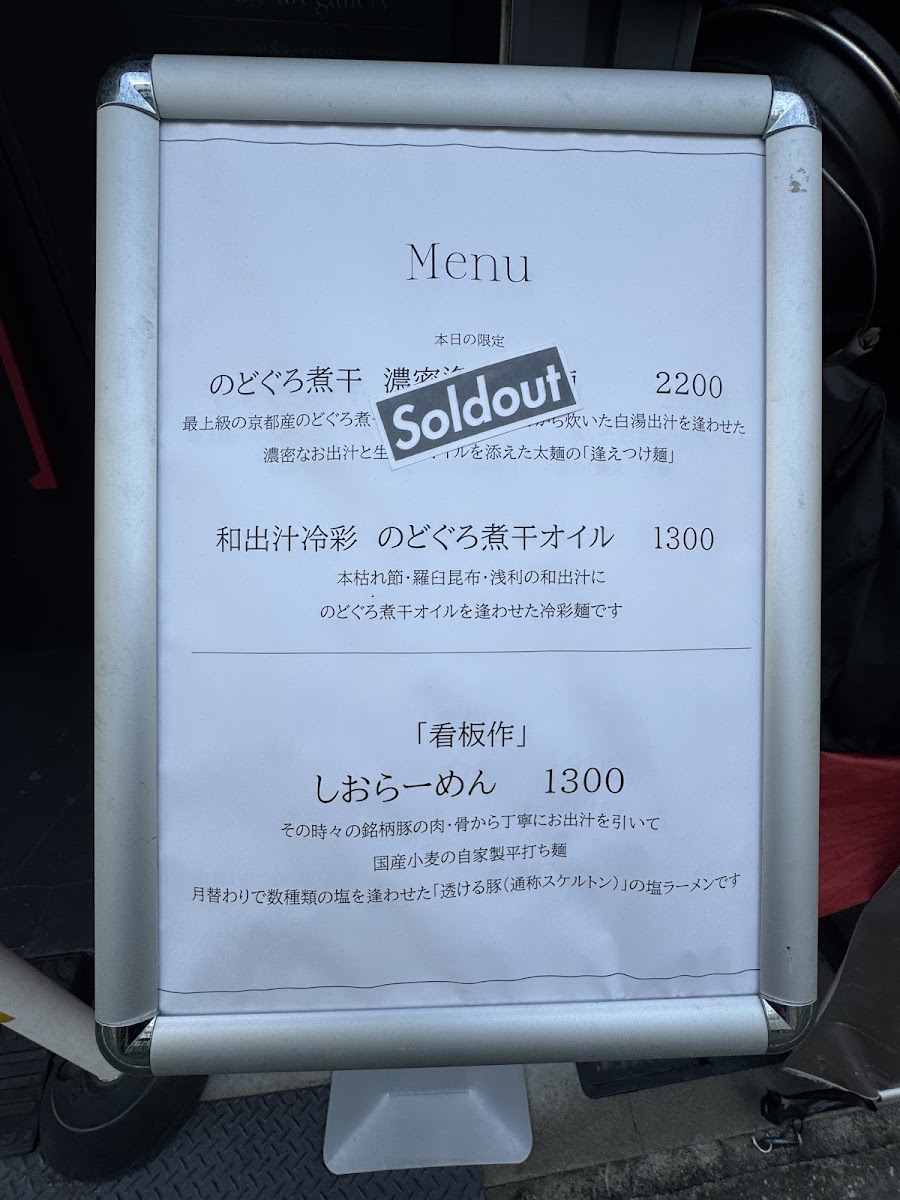 Menu
本日の限定
のどぐろ煮干 濃密 2200
Soldout
最上級の京都産のどぐろ煮 から炊いた白湯出汁を逢わせた
濃密なお出汁と生 イルを添えた太麺の「逢えつけ麺」
和出汁冷彩 のどぐろ煮干オイル 1300
本枯れ節・羅臼昆布・浅利の和出汁に
のどぐろ煮干オイルを逢わせた冷彩麺です
「看板作」
しおらーめん 1300
その時々の銘柄豚の肉・骨から丁寧にお出汁を引いて
国産小麦の自家製平打ち麺
月替わりで数種類の塩を逢わせた「透ける豚(通称スケルトン)」の塩ラーメンです